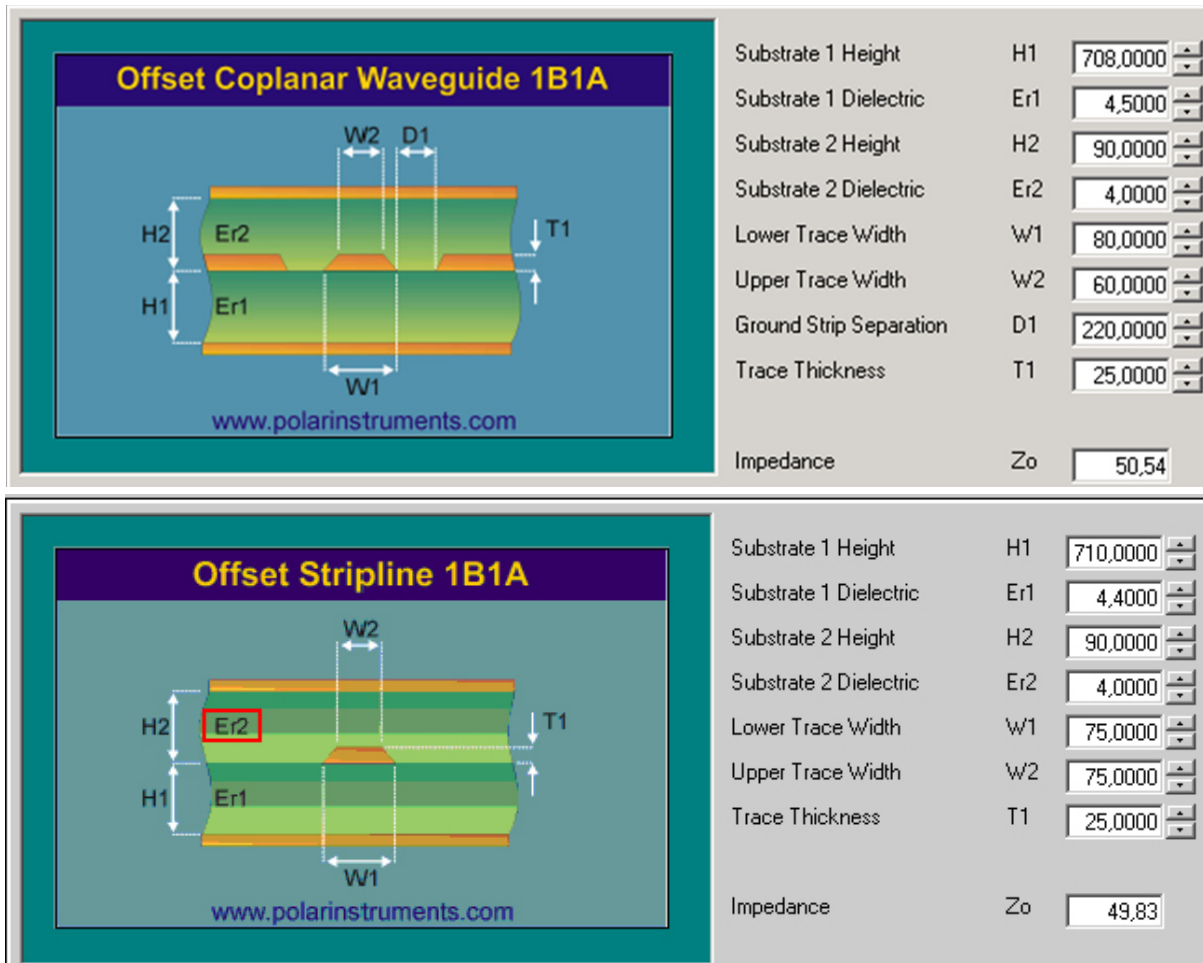 Offset Coplanar Waveguide 1B1A
W2 D1
H2 Er2 T1
H1 Er1
W1
www.polarinstruments.com
Substrate 1 Height H1 708,0000
Substrate 1 Dielectric Er1 4,5000
Substrate 2 Height H2 90,0000
Substrate 2 Dielectric Er2 4,0000
Lower Trace Width W1 80,0000
Upper Trace Width W2 60,0000
Ground Strip Separation D1 220,0000
Trace Thickness T1 25,0000
Impedance Zo 50,54
Offset Stripline 1B1A
W2
H2 Er2 T1
H1 Er1
W1
www.polarinstruments.com
Substrate 1 Height H1 710,0000
Substrate 1 Dielectric Er1 4,4000
Substrate 2 Height H2 90,0000
Substrate 2 Dielectric Er2 4,0000
Lower Trace Width W1 75,0000
Upper Trace Width W2 75,0000
Trace Thickness T1 25,0000
Impedance Zo 49,83